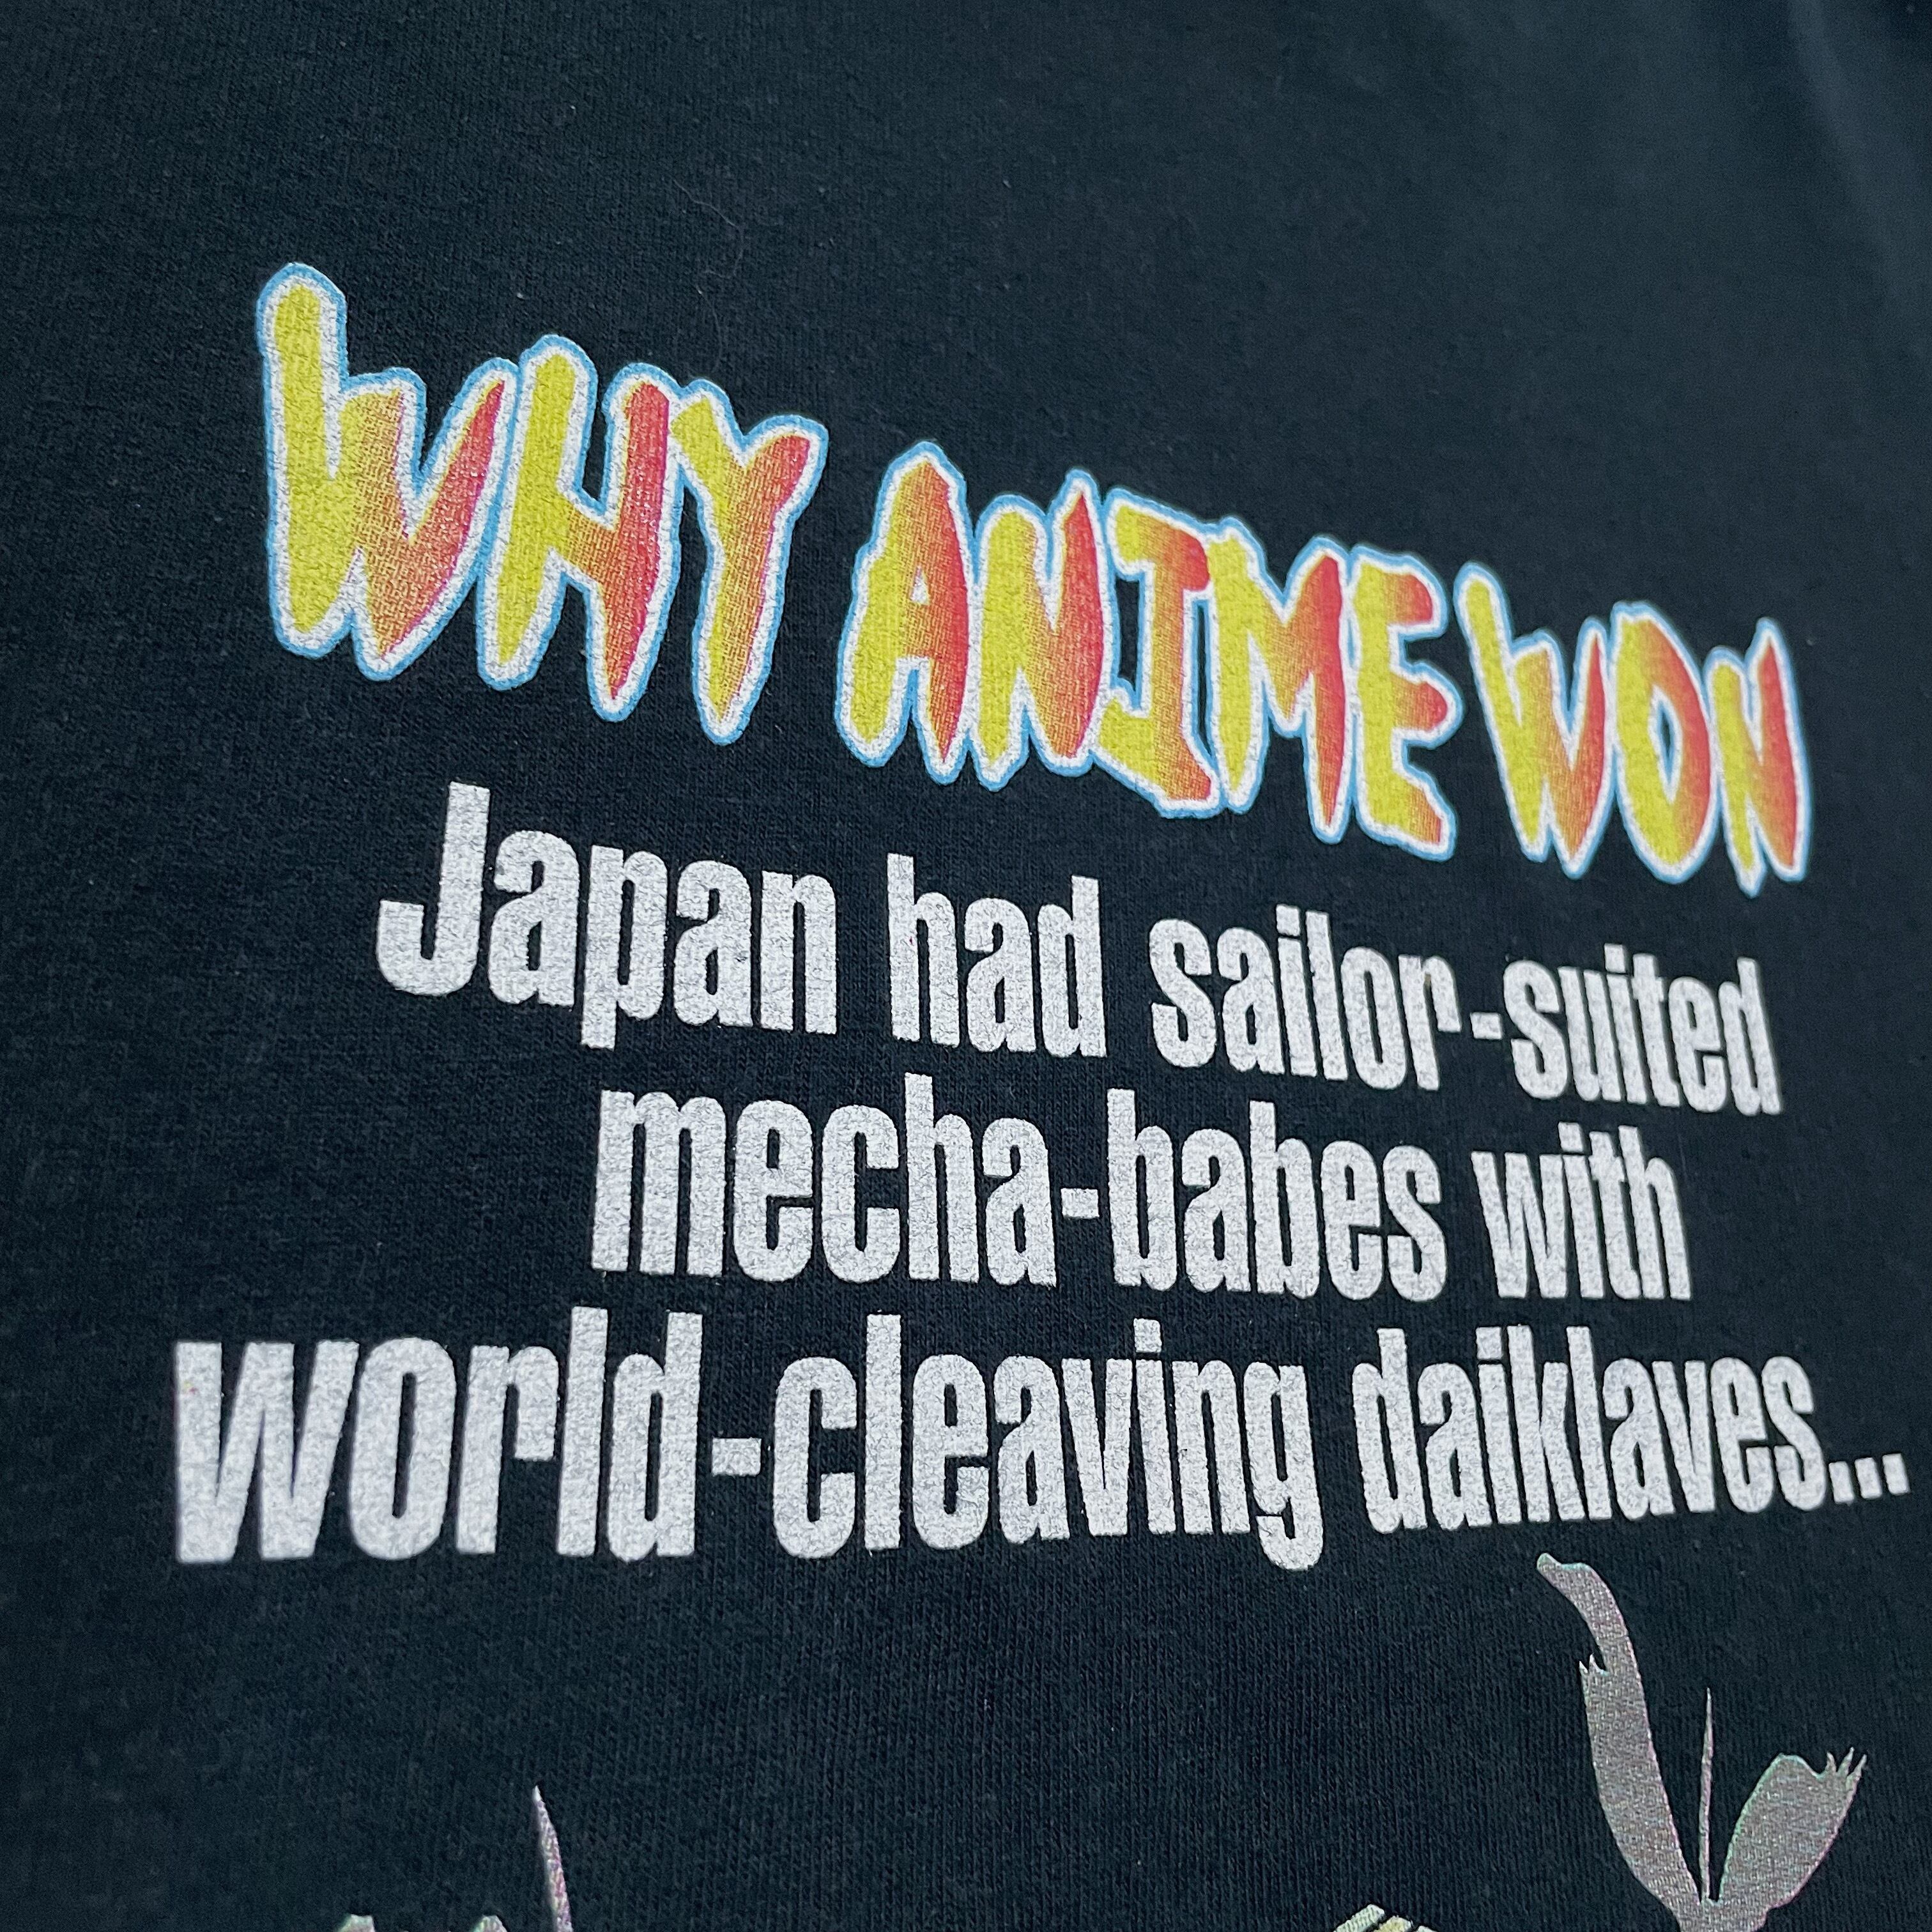 WHY ANIME WON
Japan had sailor-suited
mecha-babes with
world-cleaving daiklaves...